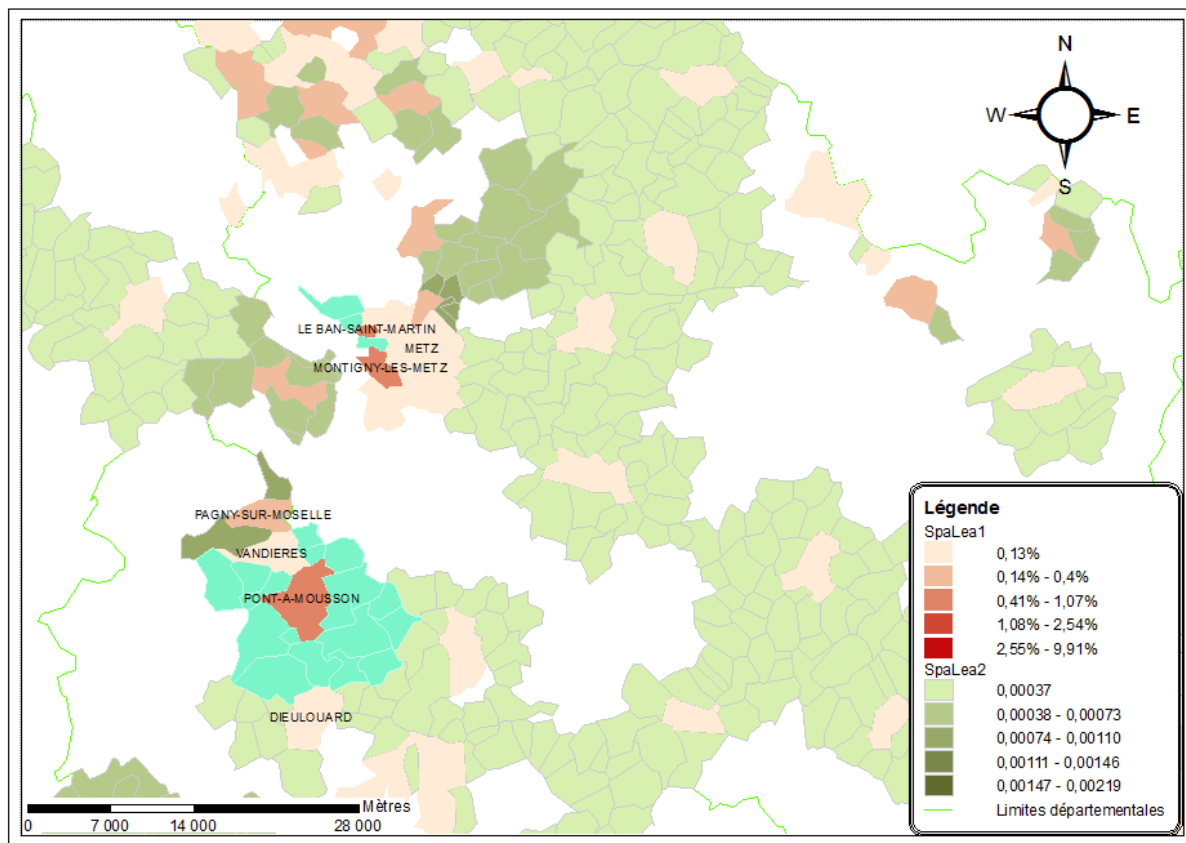 N
W
E
S
LE BAN-SAINT-MARTIN
METZ
MONTIGNY-LES-METZ
PAGNY-SUR-MOSELLE
VANDIERES
PONT-A-MOUSSON
DIEULOUARD
Légende
SpaLea1
0,13%
0,14% - 0,4%
0,41% - 1,07%
1,08% - 2,54%
2,55% - 9,91%
SpaLea2
0,00037
0,00038 - 0,00073
0,00074 - 0,00110
0,00111 - 0,00146
0,00147 - 0,00219
Limites départementales
Mètres
0 7 000 14 000 28 000